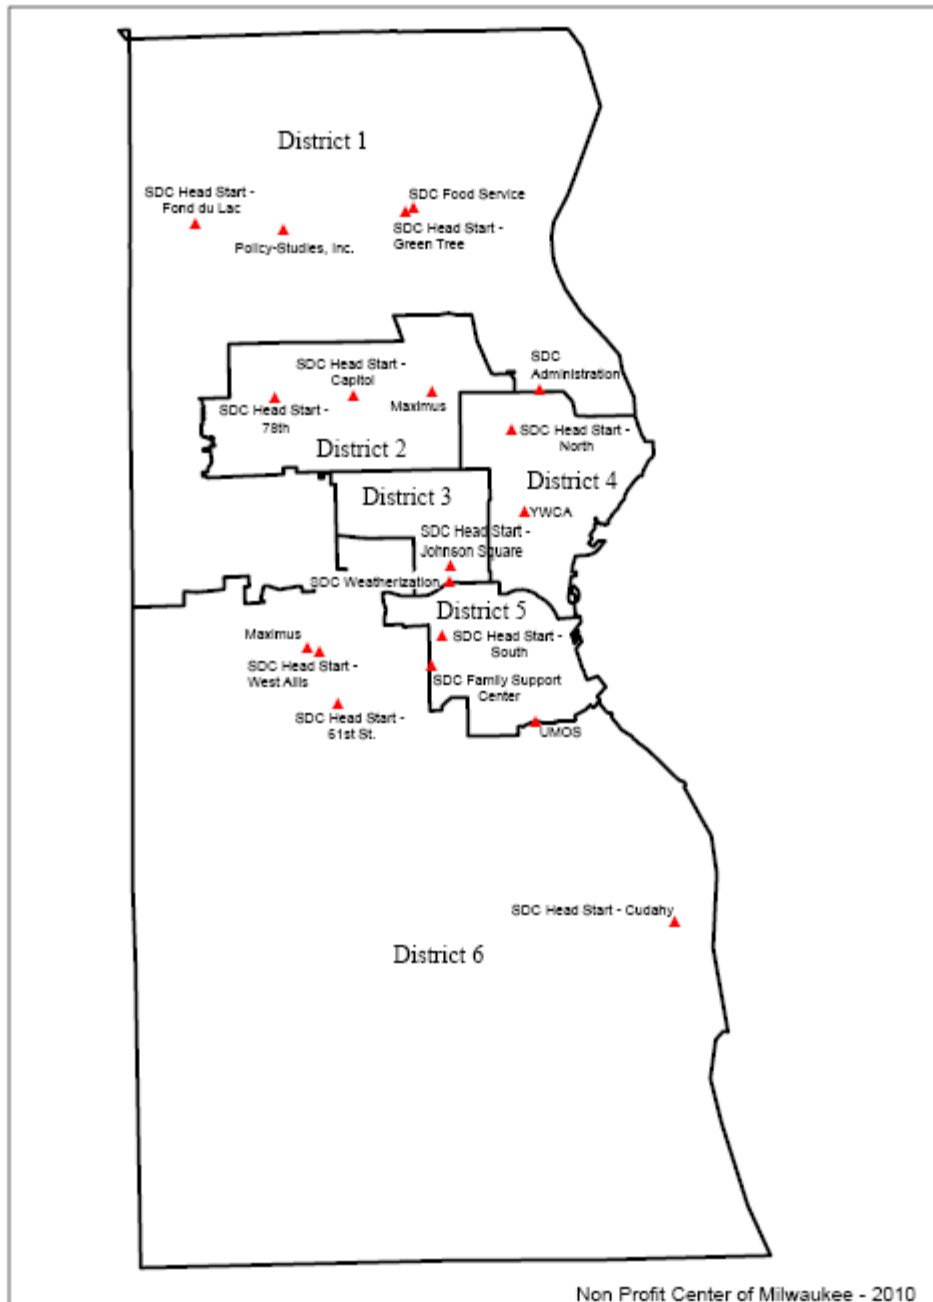 District 1
SDC Head Start -
Fond du Lac
Policy-Studies, Inc.
SDC Food Service
SDC Head Start -
Green Tree
SDC
Administration
SDC Head Start -
Capitol
Maximus
SDC Head Start -
78th
District 2
SDC Head Start -
North
District 4
YWCA
District 3
SDC Head Start -
Johnson Square
SDC Weatherization
District 5
SDC Head Start -
South
SDC Family Support
Center
UMOS
Maximus
SDC Head Start -
West Allis
SDC Head Start -
61st St.
SDC Head Start - Cudahy
District 6
Non Profit Center of Milwaukee - 2010